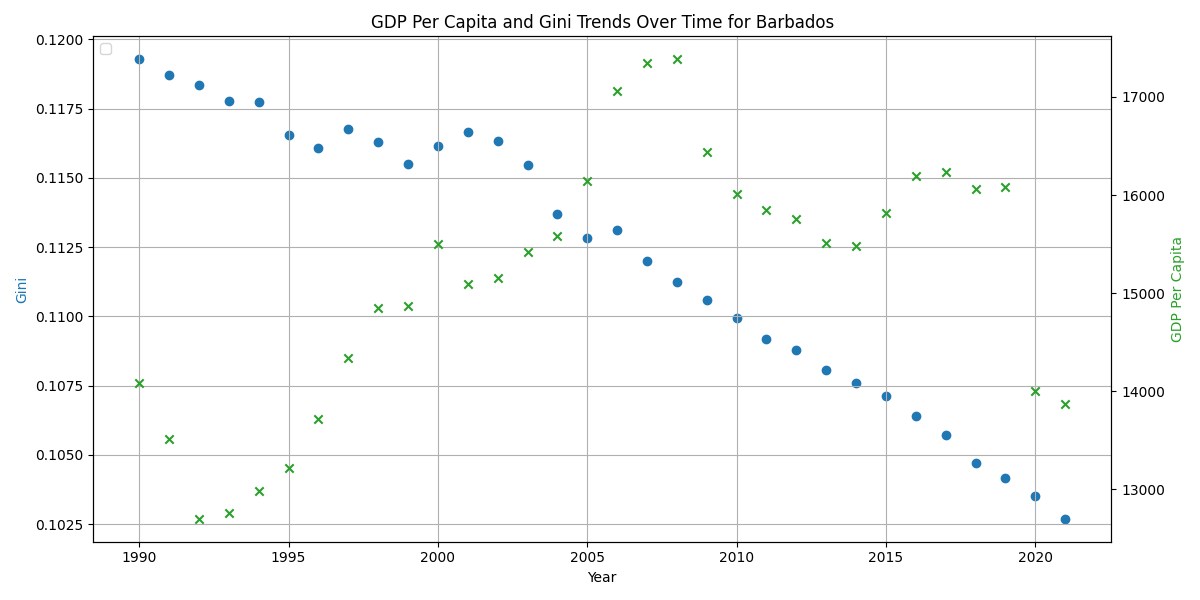 GDP Per Capita and Gini Trends Over Time for Barbados
0.1200
0.1175
0.1150
0.1125
0.1100
0.1075
0.1050
0.1025
Gini
17000
16000
15000
14000
13000
GDP Per Capita
1990 1995 2000 2005 2010 2015 2020
Year